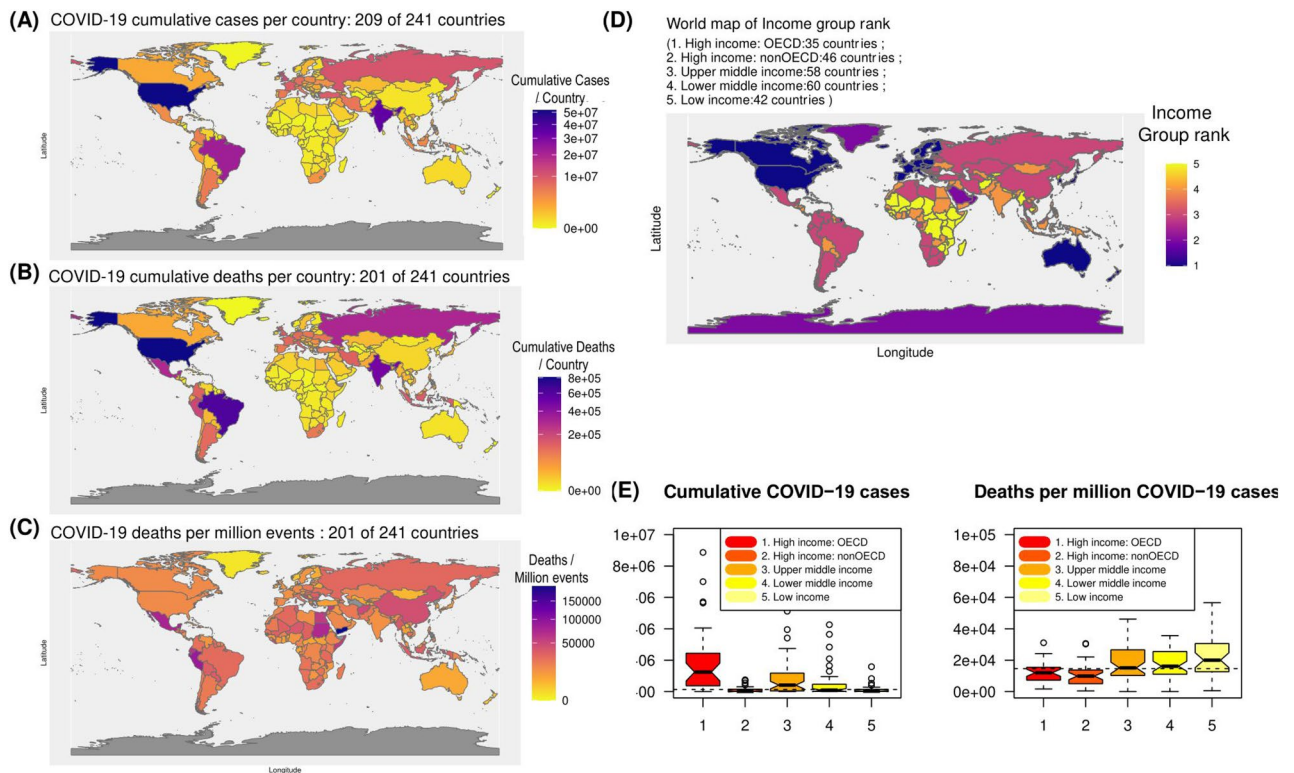 (A) COVID-19 cumulative cases per country: 209 of 241 countries
Latitude
Cumulative Cases
/ Country
5e+07
4e+07
3e+07
2e+07
1e+07
0e+00
(B) COVID-19 cumulative deaths per country: 201 of 241 countries
Latitude
Cumulative Deaths
/ Country
8e+05
6e+05
4e+05
2e+05
0e+00
(C) COVID-19 deaths per million events : 201 of 241 countries
Latitude
Longitude
Deaths /
Million events
150000
100000
50000
0
(D) World map of Income group rank
(1. High income: OECD:35 countries ;
2. High income: nonOECD:46 countries ;
3. Upper middle income:58 countries ;
4. Lower middle income:60 countries ;
5. Low income:42 countries )
Latitude
Longitude
Income
Group rank
5
4
3
2
1
(E) Cumulative COVID−19 cases
1e+07
8e+06
06
06
06
00
1. High income: OECD
2. High income: nonOECD
3. Upper middle income
4. Lower middle income
5. Low income
1 2 3 4 5
Deaths per million COVID−19 cases
1e+05
8e+04
6e+04
4e+04
2e+04
0e+00
1. High income: OECD
2. High income: nonOECD
3. Upper middle income
4. Lower middle income
5. Low income
1 2 3 4 5